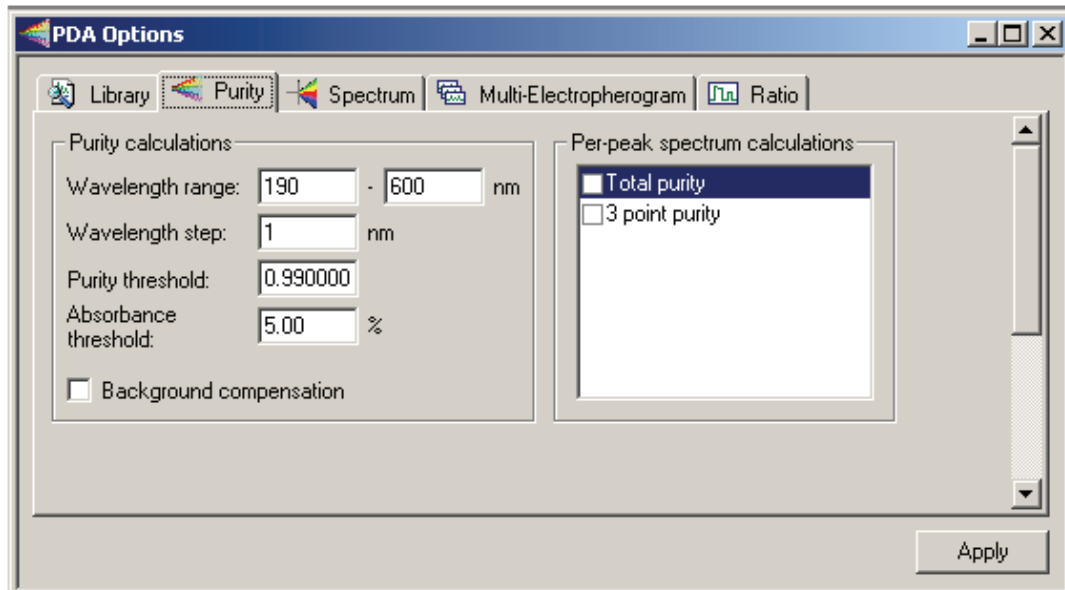 PDA Options
Library Purity Spectrum Multi-Electropherogram Ratio
Purity calculations
Wavelength range: 190 - 600 nm
Wavelength step: 1 nm
Purity threshold: 0.990000
Absorbance
threshold: 5.00 %
Background compensation
Per-peak spectrum calculations
Total purity
3 point purity
Apply